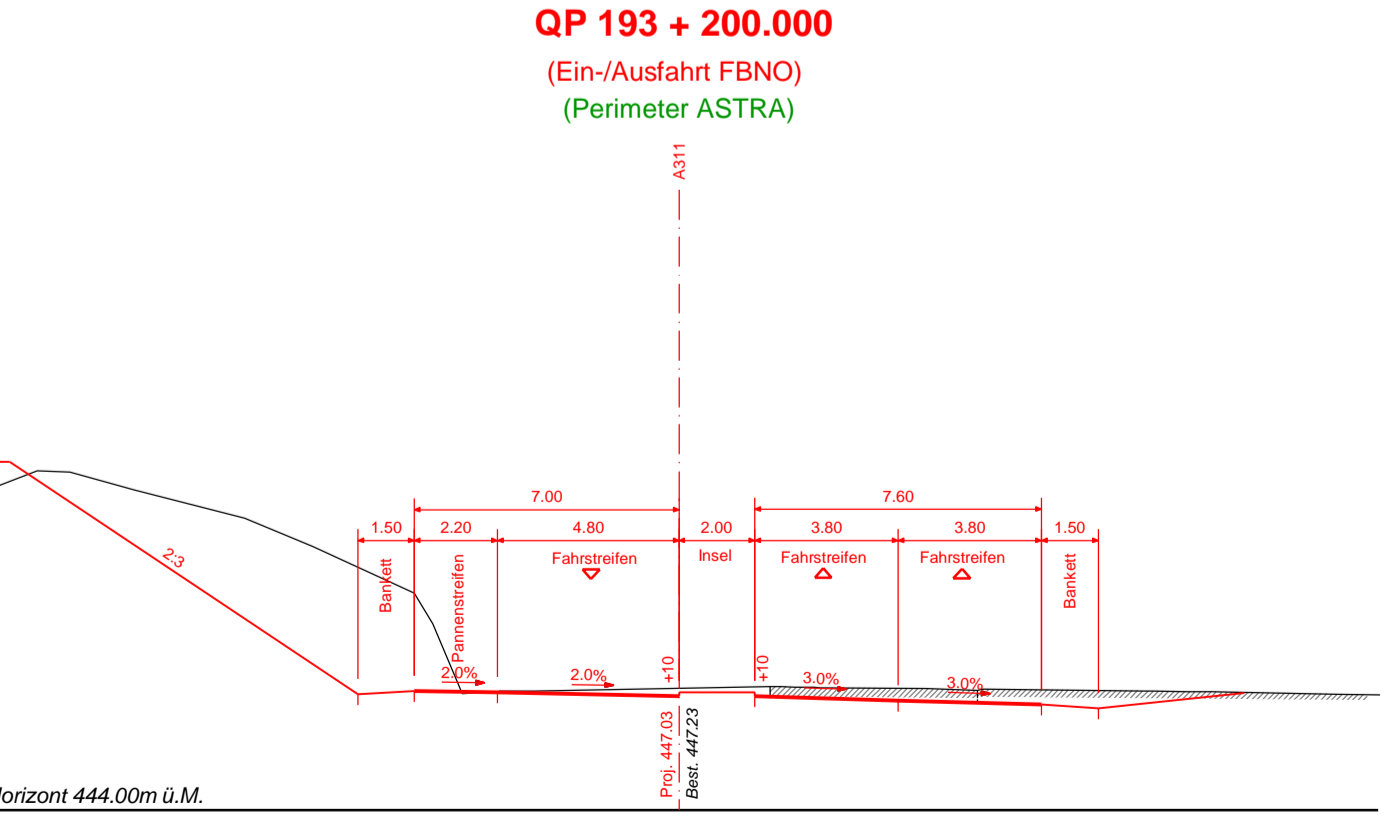 QP 193 + 200.000
(Ein-/Ausfahrt FBNO)
(Perimeter ASTRA)
A311
7.00
7.60
1.50
2.20
4.80
2.00
3.80
3.80
1.50
Bankett
Pannenstreifen
Fahrstreifen
Insel
Fahrstreifen
Fahrstreifen
Bankett
2:3
2.0%
2.0%
+10
+10
3.0%
3.0%
Proj. 447.03
Best. 447.23
orizont 444.00m ü.M.